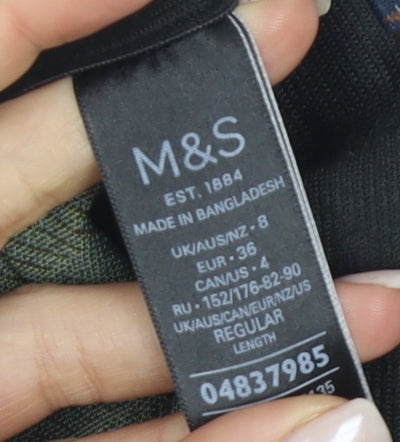 M&S
EST. 1884
MADE IN BANGLADESH
UK/AUS/NZ • 8
EUR • 36
CAN/US • 4
RU • 152/176-82-90
UK/AUS/CAN/EUR/NZ/US
REGULAR
LENGTH
04837985